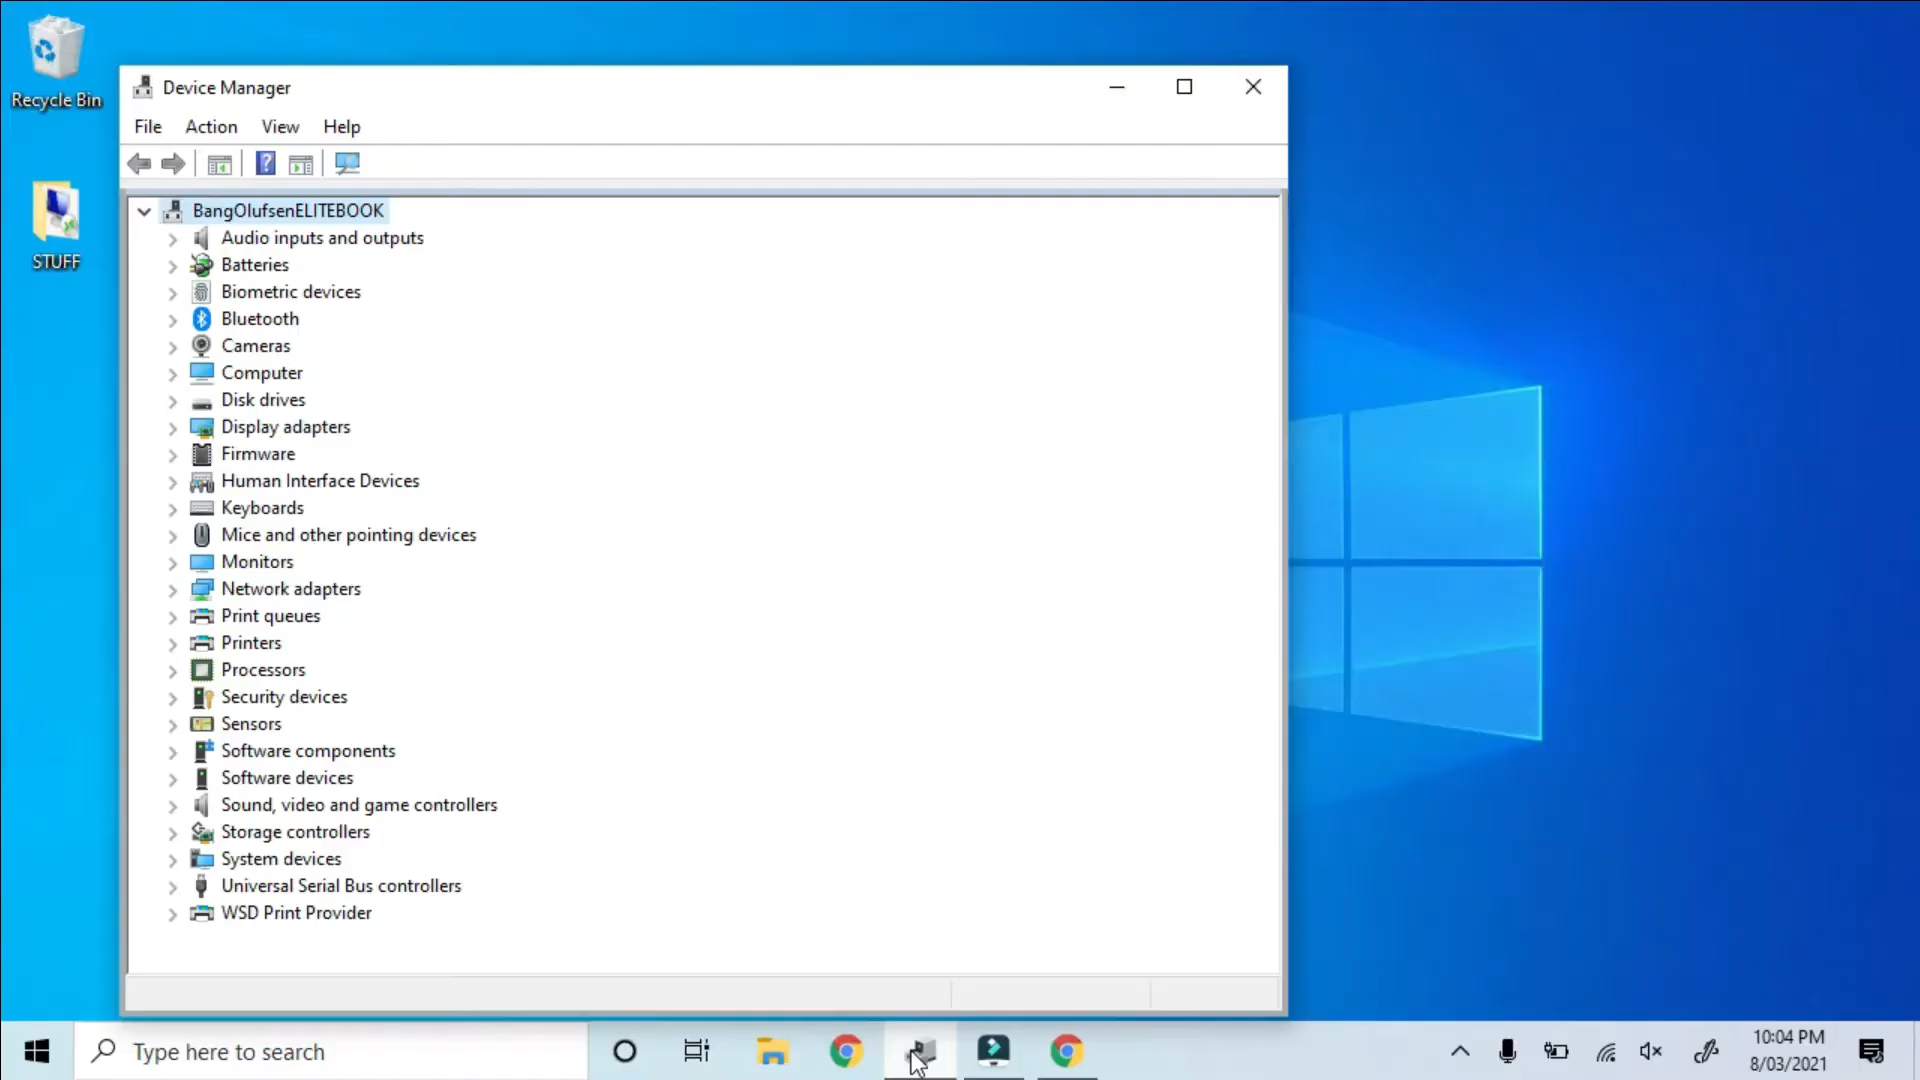 Recycle Bin
STUFF
Device Manager
File Action View Help
BangOlufsenELITEBOOK
Audio inputs and outputs
Batteries
Biometric devices
Bluetooth
Cameras
Computer
Disk drives
Display adapters
Firmware
Human Interface Devices
Keyboards
Mice and other pointing devices
Monitors
Network adapters
Print queues
Printers
Processors
Security devices
Sensors
Software components
Software devices
Sound, video and game controllers
Storage controllers
System devices
Universal Serial Bus controllers
WSD Print Provider
Type here to search
10:04 PM
8/03/2021